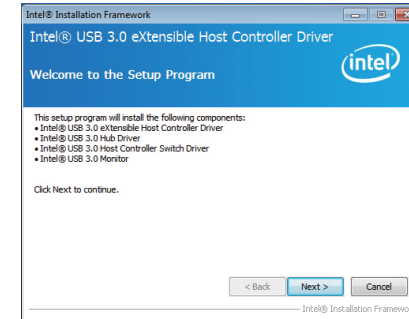 Intel® Installation Framework
Intel® USB 3.0 eXtensible Host Controller Driver
Welcome to the Setup Program
intel
This setup program will install the following components:
• Intel® USB 3.0 eXtensible Host Controller Driver
• Intel® USB 3.0 Hub Driver
• Intel® USB 3.0 Host Controller Switch Driver
• Intel® USB 3.0 Monitor
Click Next to continue.
< Back Next > Cancel
Intel® Installation Framewo